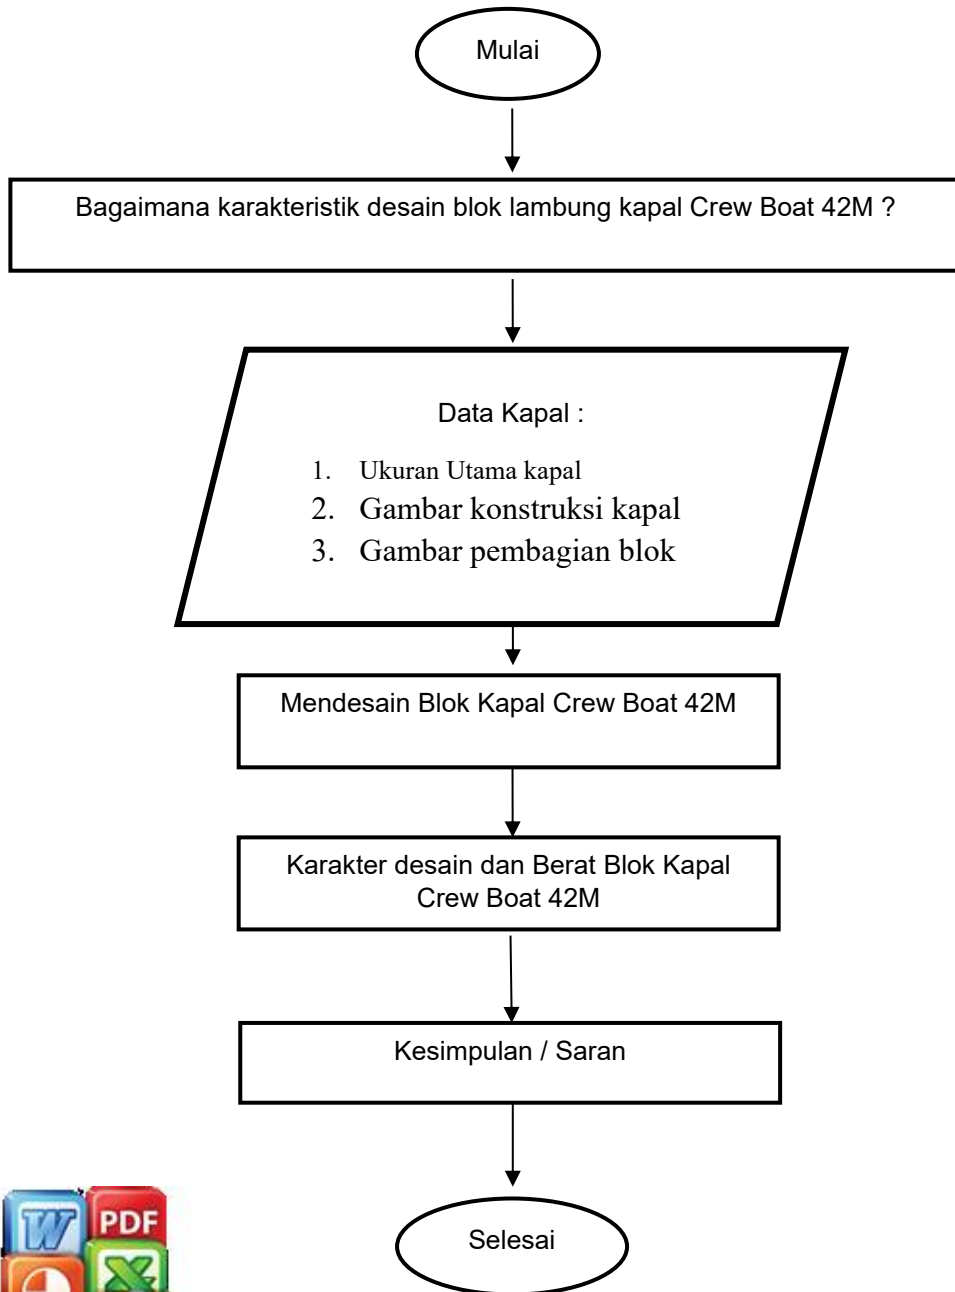 Mulai
Bagaimana karakteristik desain blok lambung kapal Crew Boat 42M ?
Data Kapal :
1. Ukuran Utama kapal
2. Gambar konstruksi kapal
3. Gambar pembagian blok
Mendesain Blok Kapal Crew Boat 42M
Karakter desain dan Berat Blok Kapal
Crew Boat 42M
Kesimpulan / Saran
Selesai
W
PDF
X